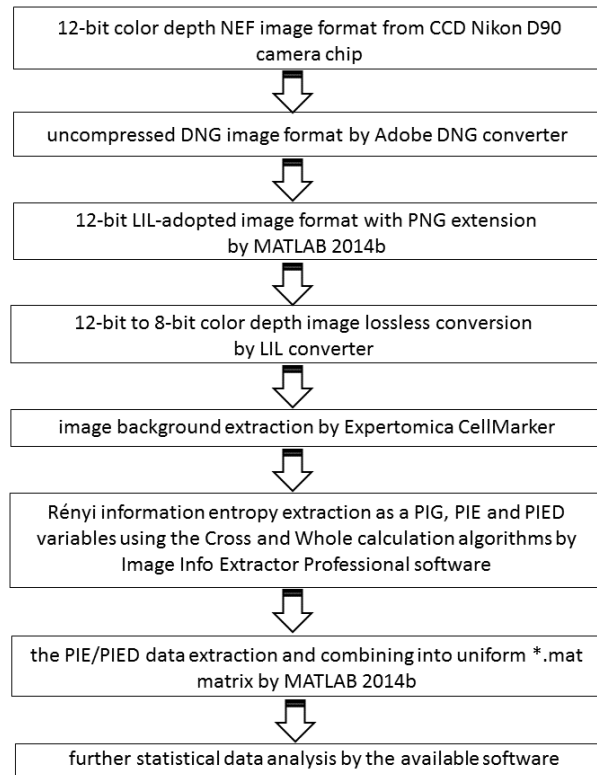 12-bit color depth NEF image format from CCD Nikon D90
camera chip
uncompressed DNG image format by Adobe DNG converter
12-bit LIL-adopted image format with PNG extension
by MATLAB 2014b
12-bit to 8-bit color depth image lossless conversion
by LIL converter
image background extraction by Expertomica CellMarker
Rényi information entropy extraction as a PIG, PIE and PIED
variables using the Cross and Whole calculation algorithms by
Image Info Extractor Professional software
the PIE/PIED data extraction and combining into uniform *.mat
matrix by MATLAB 2014b
further statistical data analysis by the available software